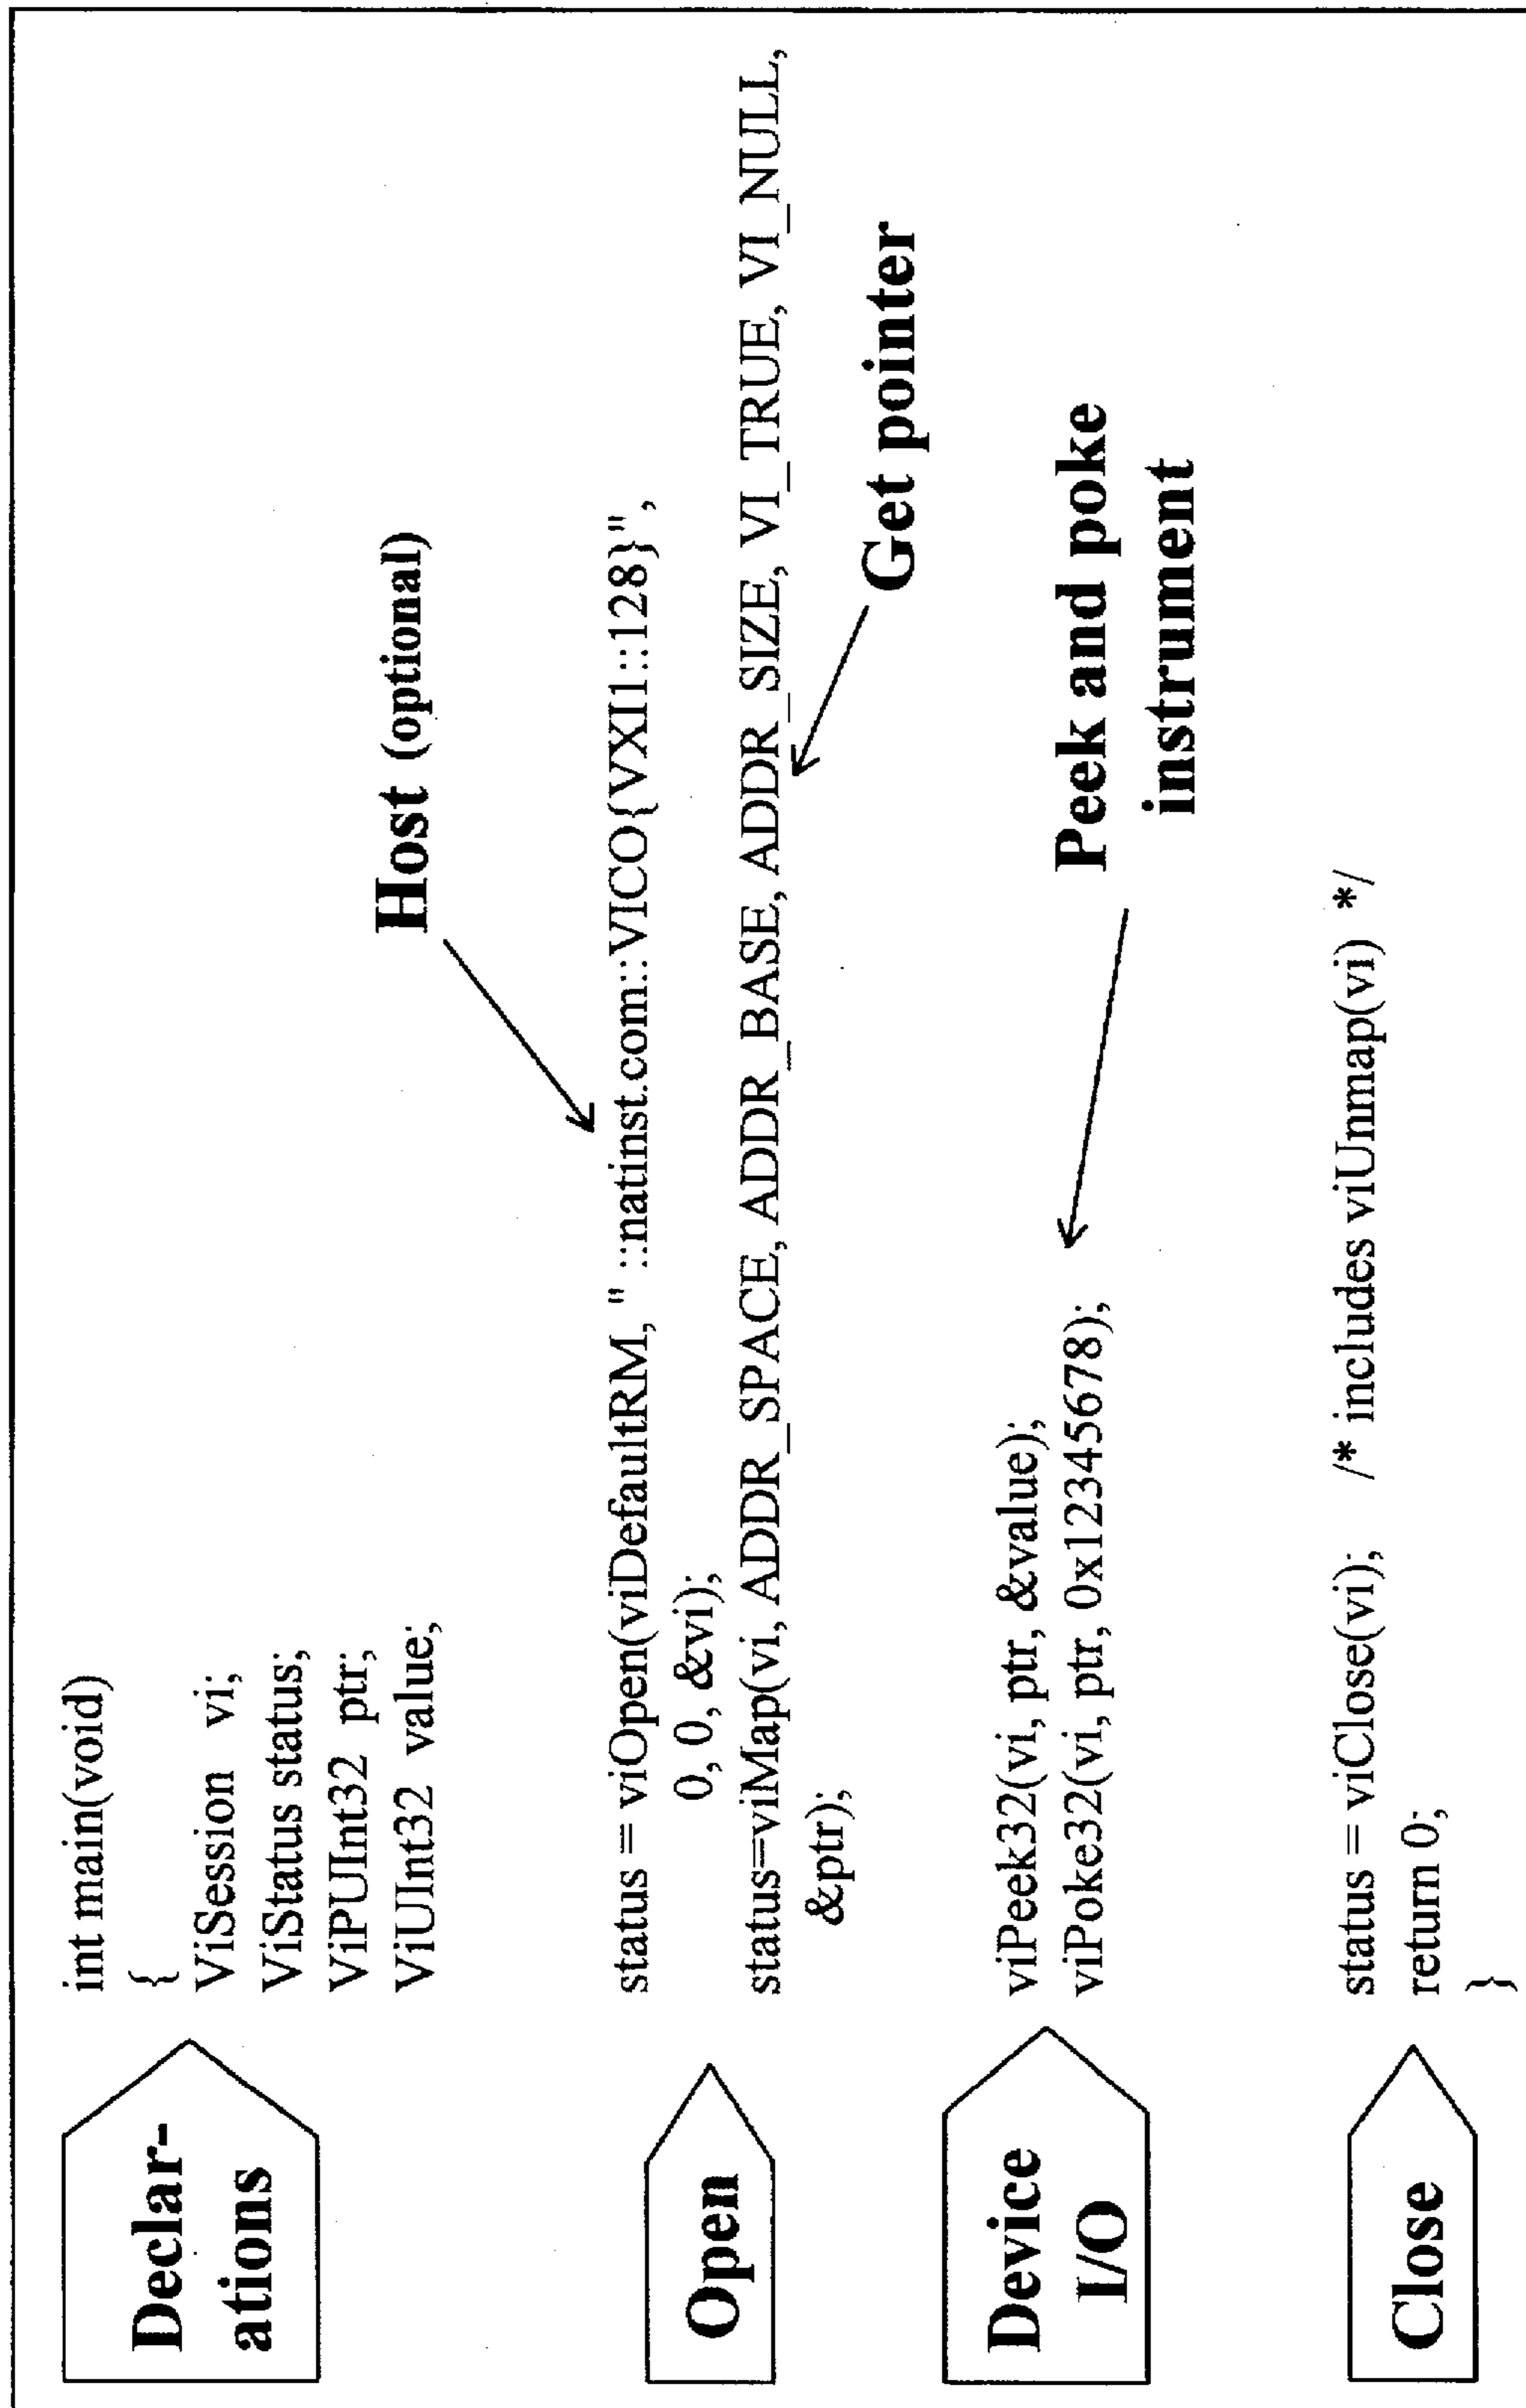 Declar-
ations
int main(void)
{
ViSession vi;
ViStatus status;
ViPUInt32 ptr;
ViUInt32 value;
Host (optional)
Open
status = viOpen(viDefaultRM, " ::natinst.com::VICO{VXI1::128}",
0, 0, &vi);
status=viMap(vi, ADDR_SPACE, ADDR_BASE, ADDR_SIZE, VI_TRUE, VI_NULL,
&ptr);
Get pointer
Device
I/O
viPeek32(vi, ptr, &value);
viPoke32(vi, ptr, 0x12345678);
Peek and poke
instrument
Close
status = viClose(vi); /* includes viUnmap(vi) */
return 0;
}